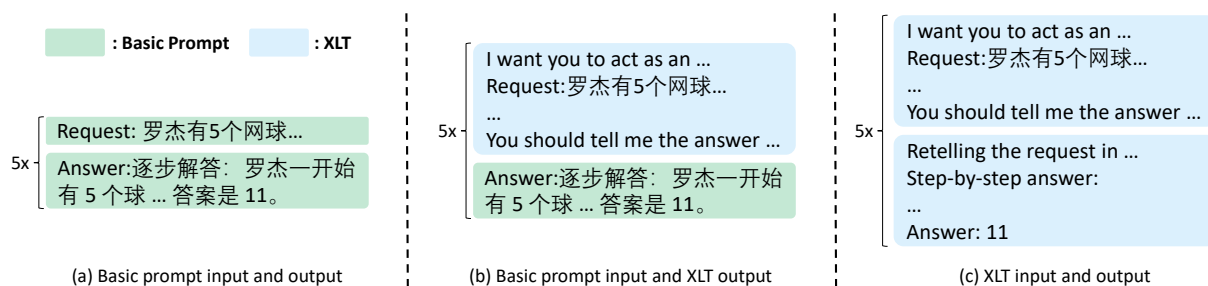 : Basic Prompt
: XLT
5x
Request: 罗杰有5个网球...
Answer:逐步解答：罗杰一开始
有 5 个球 ... 答案是 11。
(a) Basic prompt input and output
5x
I want you to act as an ...
Request:罗杰有5个网球...
...
You should tell me the answer ...
Answer:逐步解答：罗杰一开始
有 5 个球 ... 答案是 11。
(b) Basic prompt input and XLT output
5x
I want you to act as an ...
Request:罗杰有5个网球...
...
You should tell me the answer ...
Retelling the request in ...
Step-by-step answer:
...
Answer: 11
(c) XLT input and output